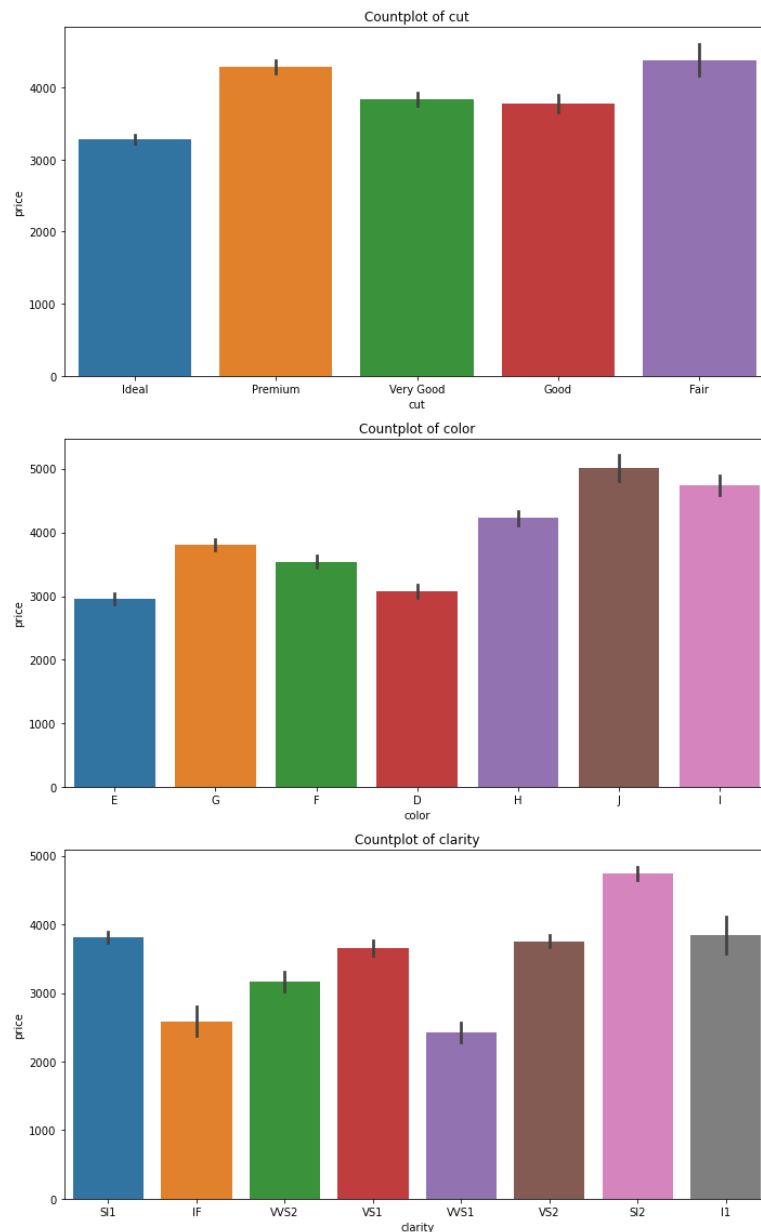 Countplot of cut
4000
3000
2000
1000
0
price
Ideal Premium Very Good Good Fair
cut
Countplot of color
5000
4000
3000
2000
1000
0
price
E G F D H J I
color
Countplot of clarity
5000
4000
3000
2000
1000
0
price
SI1 IF VVS2 VS1 VVS1 VS2 SI2 I1
clarity